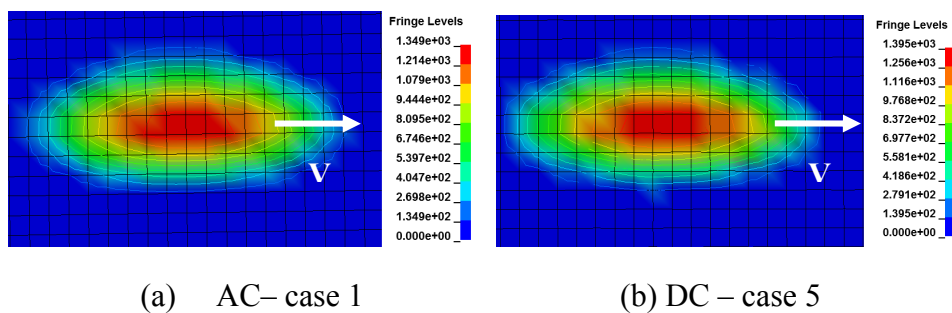 Fringe Levels
1.349e+03
1.214e+03
1.079e+03
9.444e+02
8.095e+02
6.746e+02
5.397e+02
4.047e+02
2.698e+02
1.349e+02
0.000e+00
V
Fringe Levels
1.395e+03
1.256e+03
1.116e+03
9.768e+02
8.372e+02
6.977e+02
5.581e+02
4.186e+02
2.791e+02
1.395e+02
0.000e+00
V
(a) AC– case 1
(b) DC – case 5